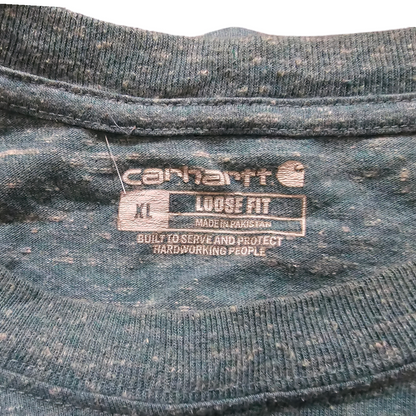 carhartt
XL LOOSE FIT
MADE IN PAKISTAN
BUILT TO SERVE AND PROTECT
HARDWORKING PEOPLE